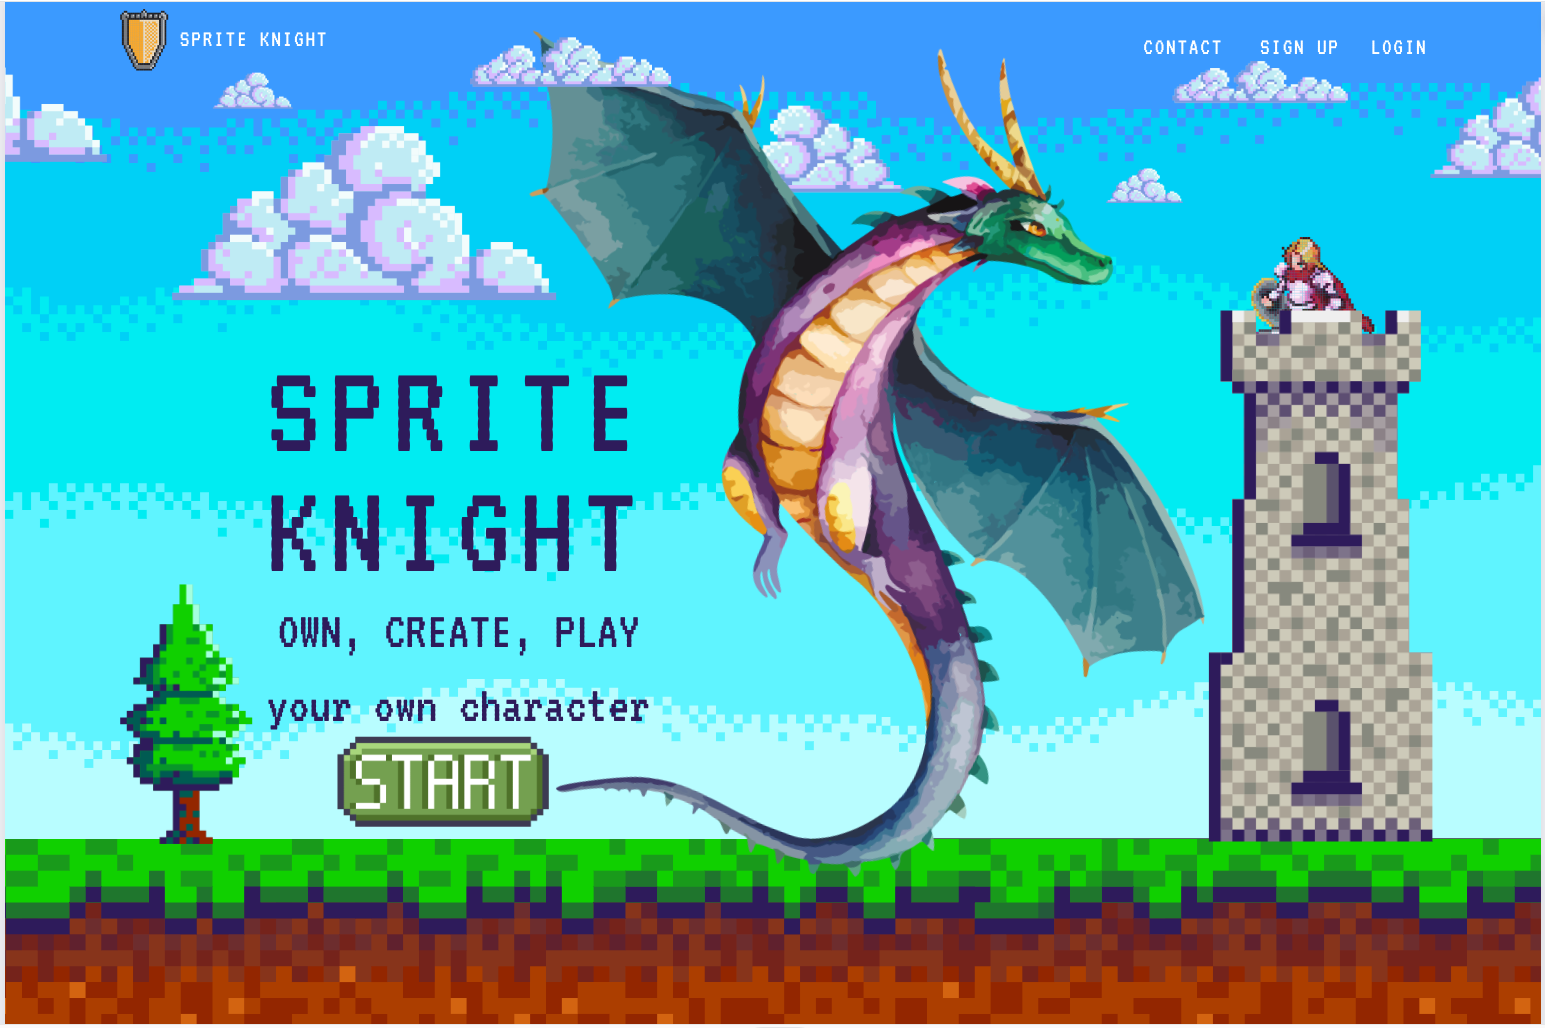 SPRITE KNIGHT
CONTACT SIGN UP LOGIN
SPRITE
KNIGHT
OWN, CREATE, PLAY
your own character
START